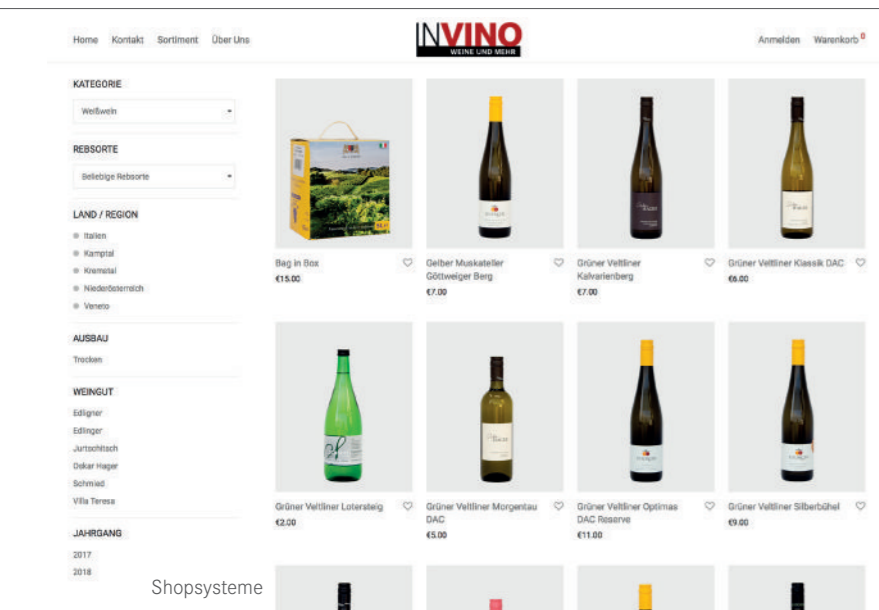 Home Kontakt Sortiment Über Uns
INVINO
WEINE UND MEHR
Anmelden Warenkorb 0
KATEGORIE
Weißwein
REBSORTE
Beliebige Rebsorte
LAND / REGION
Italien
Kamptal
Kremstal
Niederösterreich
Veneto
AUSBAU
Trocken
WEINGUT
Edligner
Edlinger
Jurtschitsch
Oskar Hager
Schmied
Villa Teresa
JAHRGANG
2017
2018
Bag in Box
€15.00
Gelber Muskateller
Göttweiger Berg
€7.00
Grüner Veltliner
Kalvarienberg
€7.00
Grüner Veltliner Klassik DAC
€6.00
Grüner Veltliner Lotersteig
€2.00
Grüner Veltliner Morgentau
DAC
€5.00
Grüner Veltliner Optimas
DAC Reserve
€11.00
Grüner Veltliner Silberbühel
€9.00
Shopsysteme